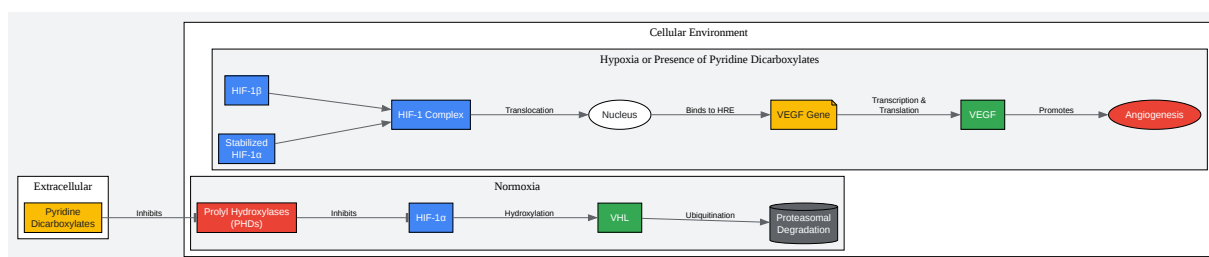 Cellular Environment
Hypoxia or Presence of Pyridine Dicarboxylates
HIF-1β
Stabilized
HIF-1α
HIF-1 Complex
Translocation
Nucleus
Binds to HRE
VEGF Gene
Transcription &
Translation
VEGF
Promotes
Angiogenesis
Extracellular
Pyridine
Dicarboxylates
Inhibits
Normoxia
Prolyl Hydroxylases
(PHDs)
Inhibits
HIF-1α
Hydroxylation
VHL
Ubiquitination
Proteasomal
Degradation